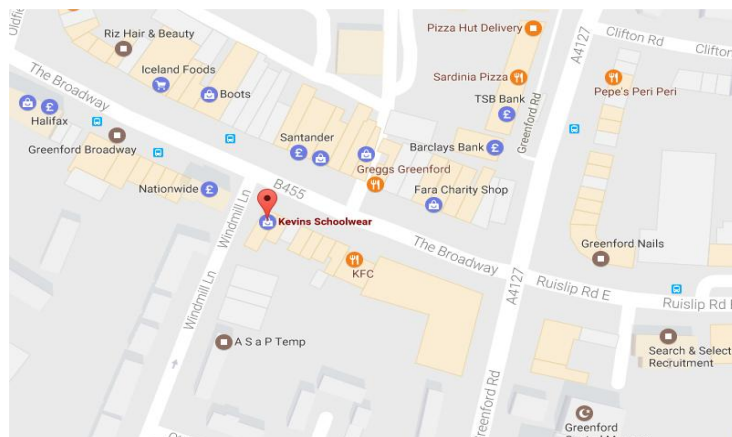 Oldfie
Riz Hair & Beauty
Pizza Hut Delivery
A4127
Clifton Rd
Clifton
The Broadway
Iceland Foods
Boots
Sardinia Pizza
Pepe's Peri Peri
TSB Bank
Greenford Rd
Halifax
Greenford Broadway
Santander
Barclays Bank
Greggs Greenford
Nationwide
B455
Fara Charity Shop
Windmill Ln
Kevins Schoolwear
The Broadway
Greenford Nails
KFC
A4127
Ruislip Rd E
Ruislip Rd E
Windmill Ln
A S a P Temp
Search & Select
Recruitment
Greenford Rd
Greenford